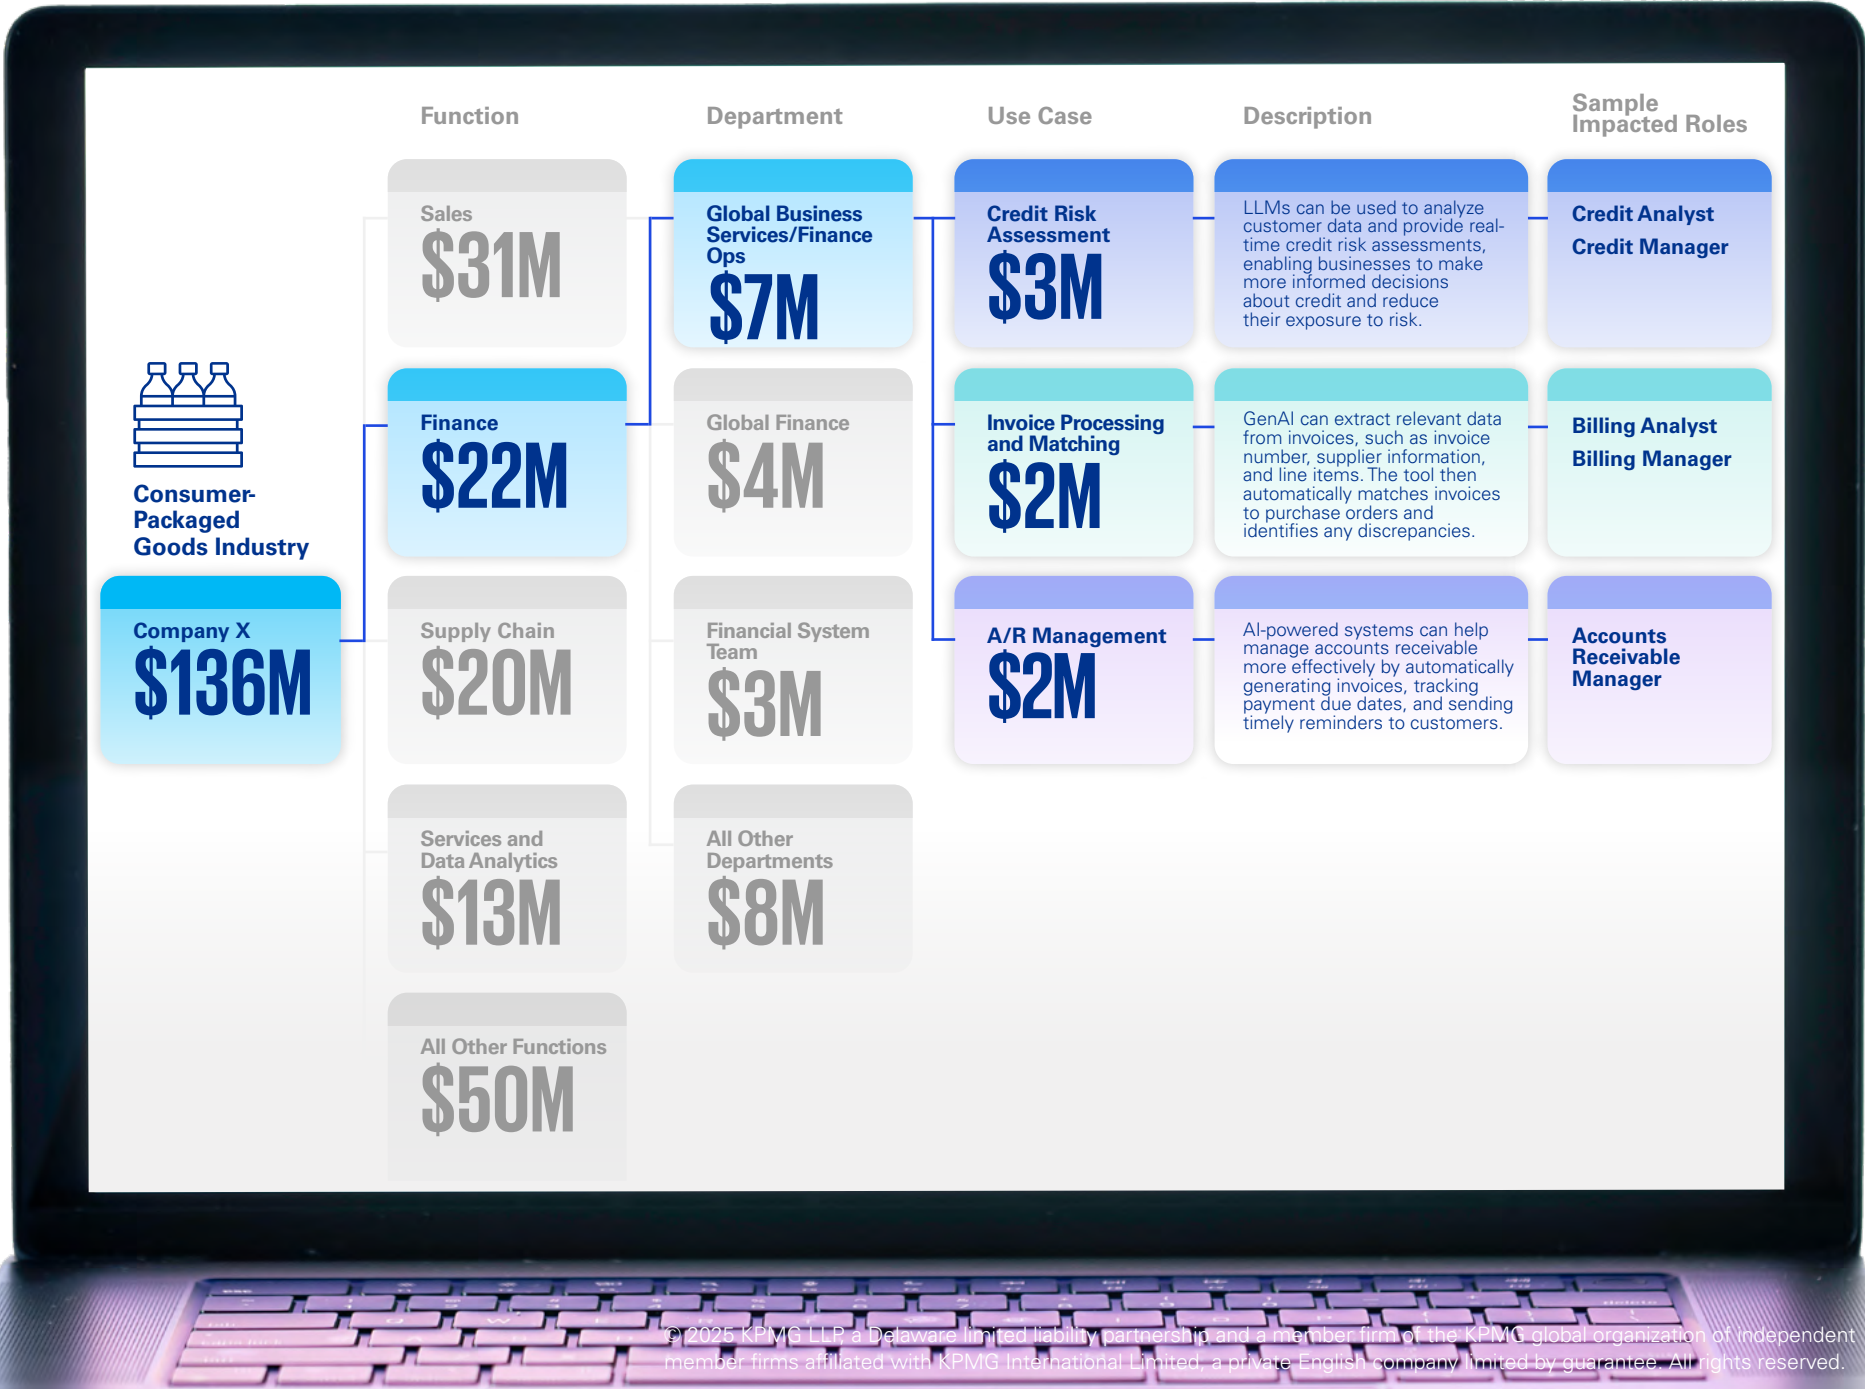 Function
Department
Use Case
Description
Sample
Impacted Roles
Consumer-
Packaged
Goods Industry
Company X
$136M
Sales
$31M
Finance
$22M
Supply Chain
$20M
Services and
Data Analytics
$13M
All Other Functions
$50M
Global Business
Services/Finance
Ops
$7M
Global Finance
$4M
Financial System
Team
$3M
All Other
Departments
$8M
Credit Risk
Assessment
$3M
LLMs can be used to analyze
customer data and provide real-
time credit risk assessments,
enabling businesses to make
more informed decisions
about credit and reduce
their exposure to risk.
Credit Analyst
Credit Manager
Invoice Processing
and Matching
$2M
GenAI can extract relevant data
from invoices, such as invoice
number, supplier information,
and line items. The tool then
automatically matches invoices
to purchase orders and
identifies any discrepancies.
Billing Analyst
Billing Manager
A/R Management
$2M
AI-powered systems can help
manage accounts receivable
more effectively by automatically
generating invoices, tracking
payment due dates, and sending
timely reminders to customers.
Accounts
Receivable
Manager
© 2025 KPMG LLP, a Delaware limited liability partnership and a member firm of the KPMG global organization of independent
member firms affiliated with KPMG International Limited, a private English company limited by guarantee. All rights reserved.